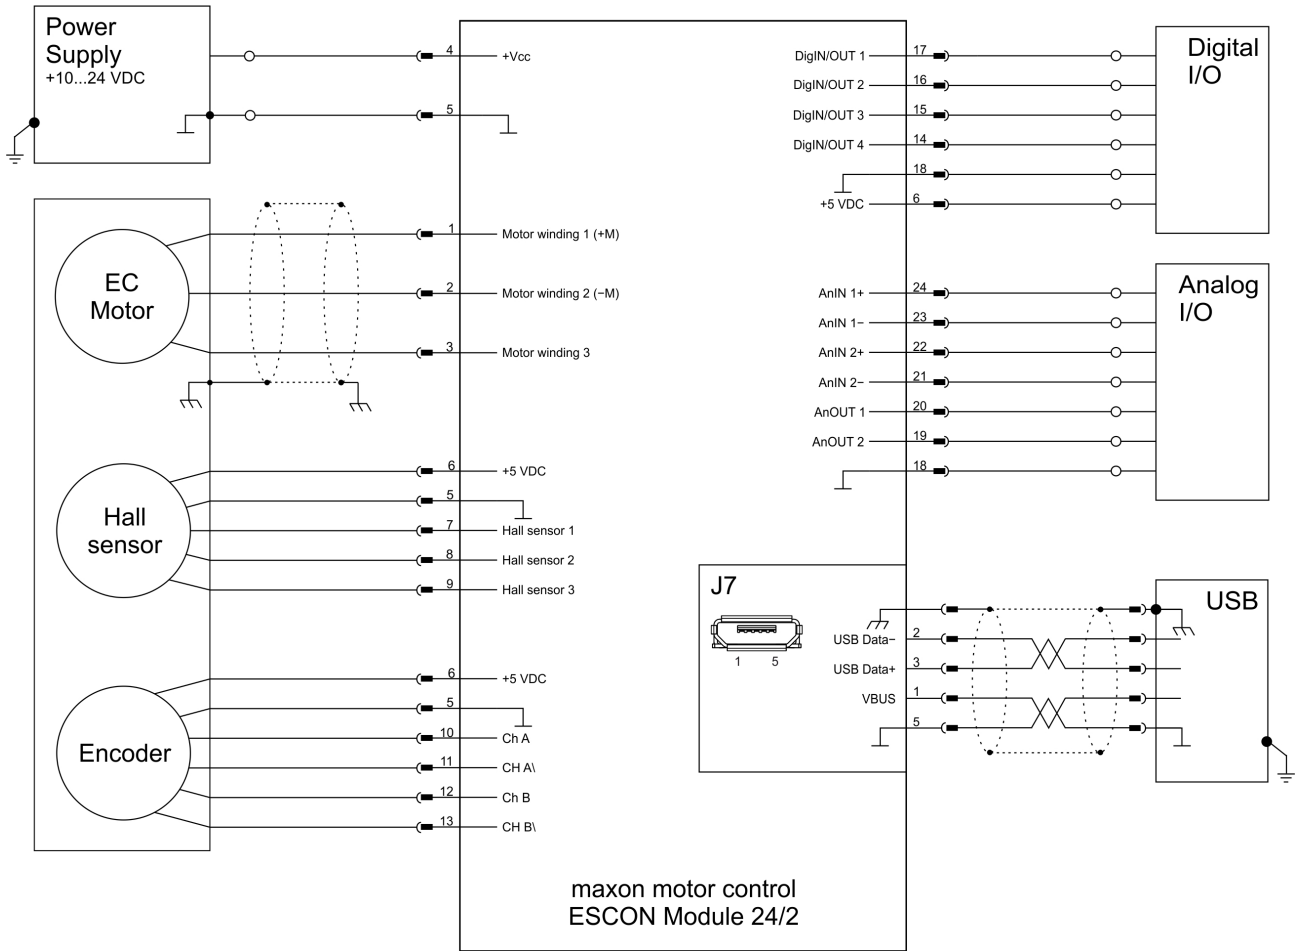 Power
Supply
+10...24 VDC
4
+Vcc
5
EC
Motor
1
Motor winding 1 (+M)
2
Motor winding 2 (−M)
3
Motor winding 3
Hall
sensor
6
+5 VDC
5
7
Hall sensor 1
8
Hall sensor 2
9
Hall sensor 3
Encoder
6
+5 VDC
5
10
Ch A
11
CH A\
12
Ch B
13
CH B\
DigIN/OUT 1
17
DigIN/OUT 2
16
DigIN/OUT 3
15
DigIN/OUT 4
14
18
+5 VDC
6
Digital
I/O
AnIN 1+
24
AnIN 1−
23
AnIN 2+
22
AnIN 2−
21
AnOUT 1
20
AnOUT 2
19
18
Analog
I/O
J7
1 5
USB Data−
2
USB Data+
3
VBUS
1
5
USB
maxon motor control
ESCON Module 24/2